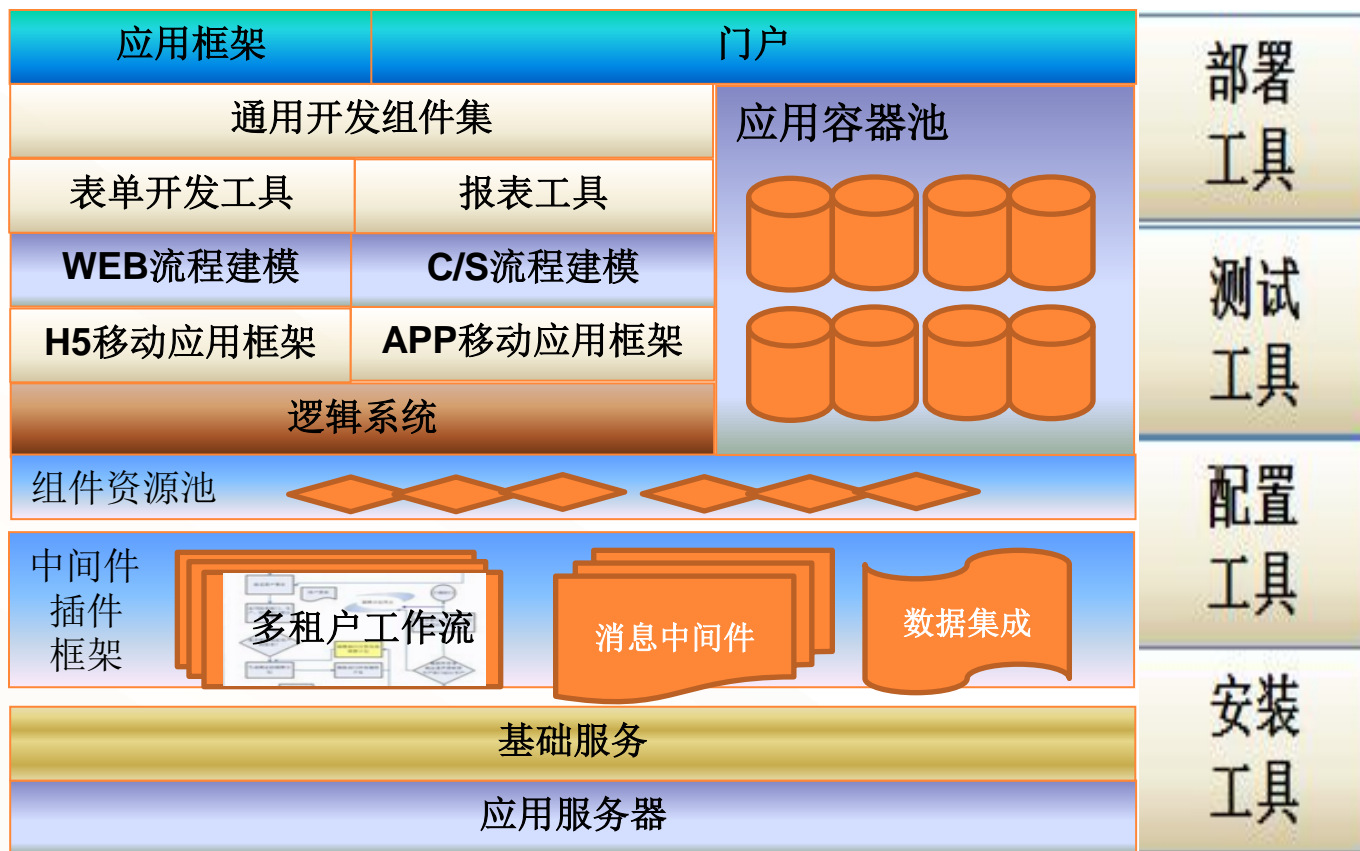 应用框架
门户
通用开发组件集
应用容器池
表单开发工具
报表工具
WEB流程建模
C/S流程建模
H5移动应用框架
APP移动应用框架
逻辑系统
组件资源池
中间件
插件
框架
多租户工作流
消息中间件
数据集成
基础服务
应用服务器
部署
工具
测试
工具
配置
工具
安装
工具